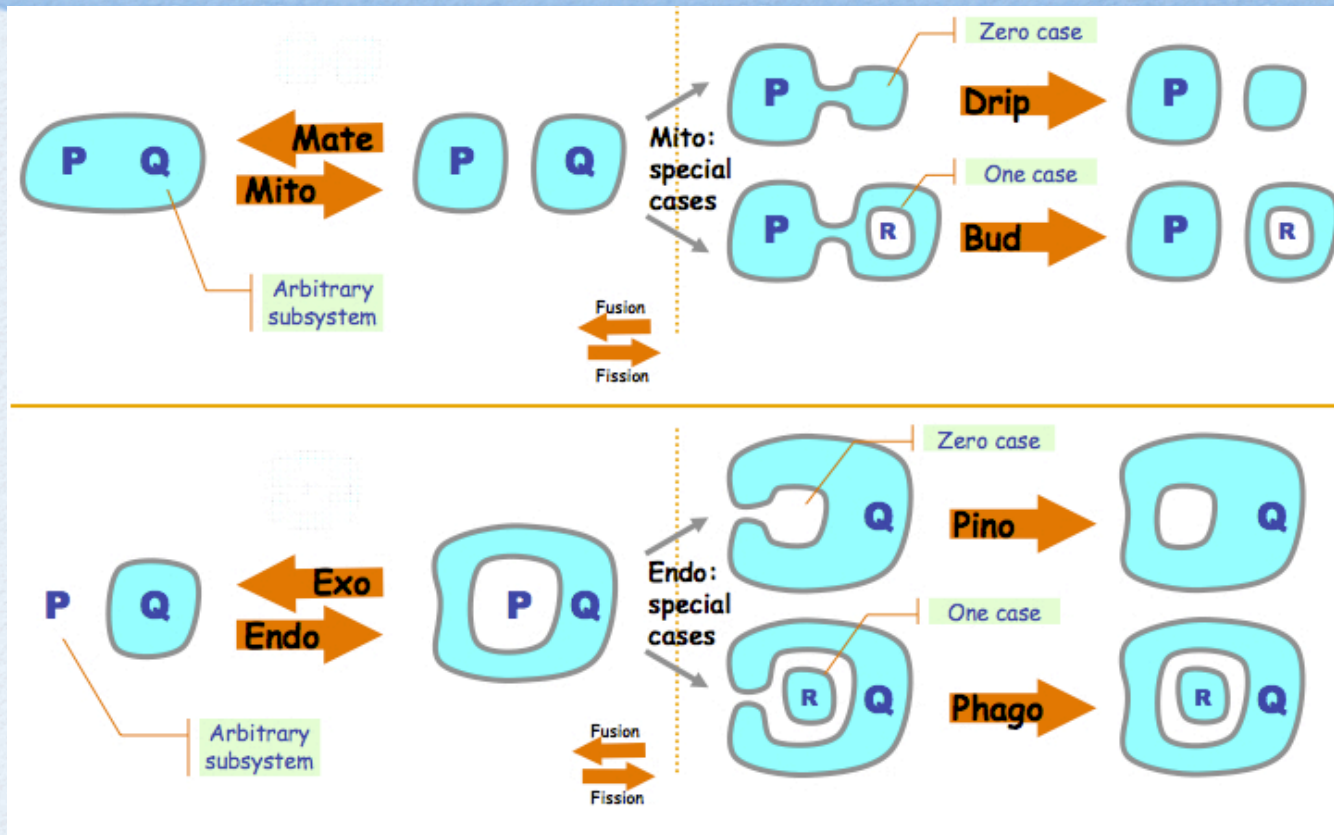 Zero case
P
Drip
P
Mate
P Q
P Q
Mito:
special
cases
Mito
One case
P
R
Bud
P
R
Arbitrary
subsystem
Fusion
Fission
Zero case
Q
Pino
Q
Exo
P Q
P Q
Endo:
special
cases
Endo
One case
R
Q
Phago
R
Q
Arbitrary
subsystem
Fusion
Fission